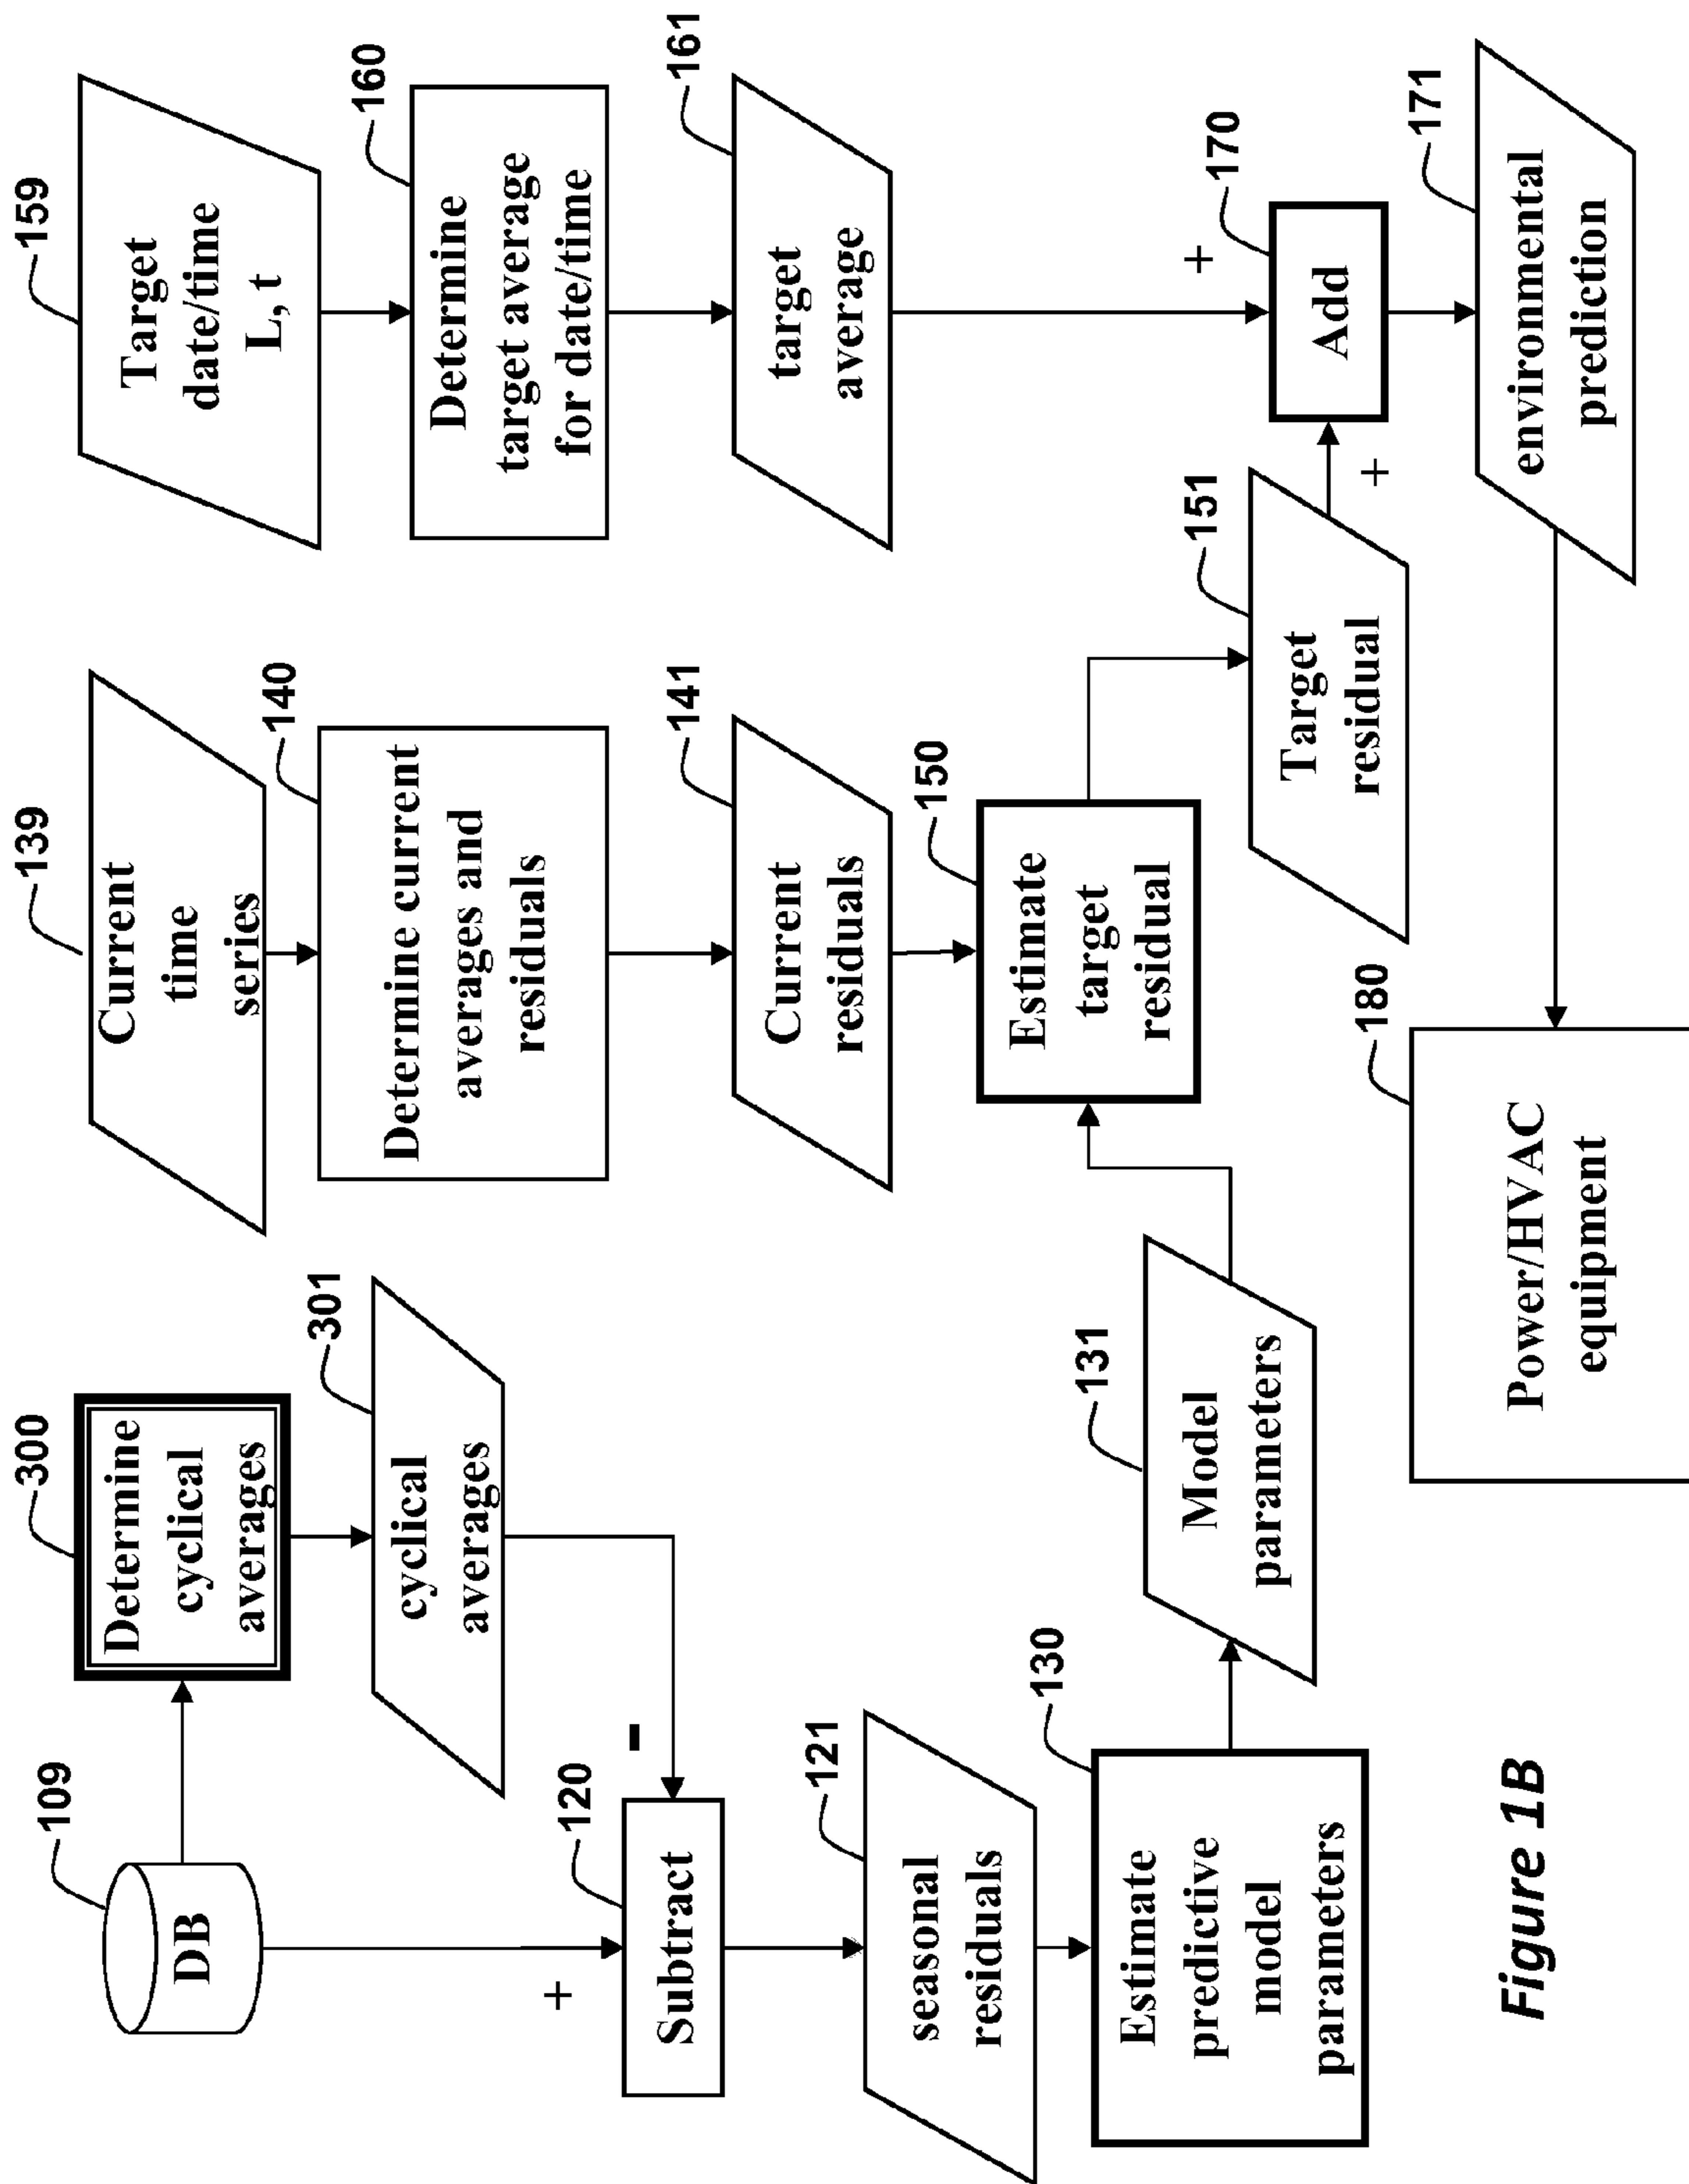 109
DB
300
Determine
cyclical
averages
301
cyclical
averages
+
-
120
Subtract
121
seasonal
residuals
130
Estimate
predictive
model
parameters
131
Model
parameters
139
Current
time
series
140
Determine current
averages and
residuals
141
Current
residuals
150
Estimate
target
residual
151
Target
residual
159
Target
date/time
L, t
160
Determine
target average
for date/time
161
target
average
+
+
170
Add
171
environmental
prediction
180
Power/HVAC
equipment
Figure 1B